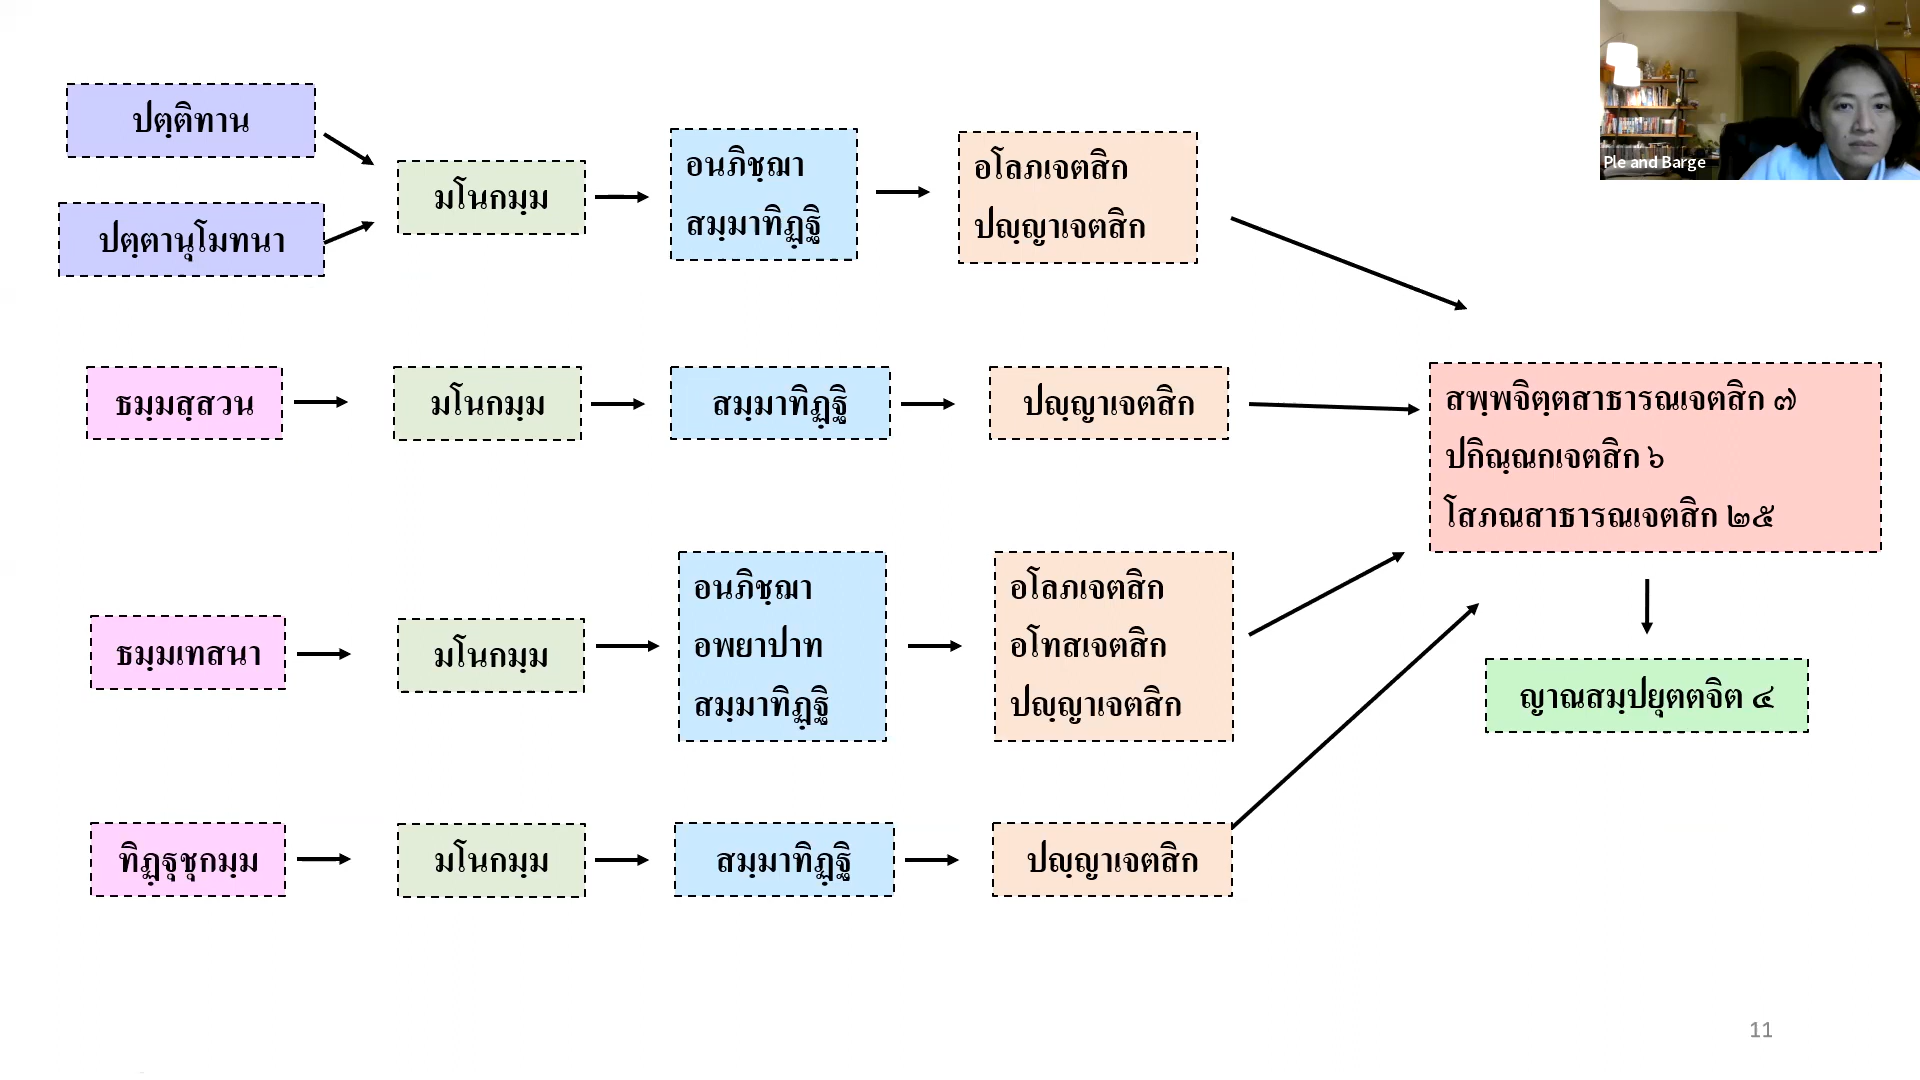 ปตฺติทาน
ปตฺตานุโมทนา
มโนกมฺม
อนภิชฺฌา
สมฺมาทิฏฺฐิ
อโลภเจตสิก
ปญฺญาเจตสิก
Ple and Barge
ธมฺมสฺสวน
มโนกมฺม
สมฺมาทิฏฺฐิ
ปญฺญาเจตสิก
สพฺพจิตฺตสาธารณเจตสิก ๗
ปกิณฺณกเจตสิก ๖
โสภณสาธารณเจตสิก ๒๕
ธมฺมเทสนา
มโนกมฺม
อนภิชฺฌา
อพยาปาท
สมฺมาทิฏฺฐิ
อโลภเจตสิก
อโทสเจตสิก
ปญฺญาเจตสิก
ญาณสมฺปยุตตจิต ๔
ทิฏฺฐุชุกมฺม
มโนกมฺม
สมฺมาทิฏฺฐิ
ปญฺญาเจตสิก
11